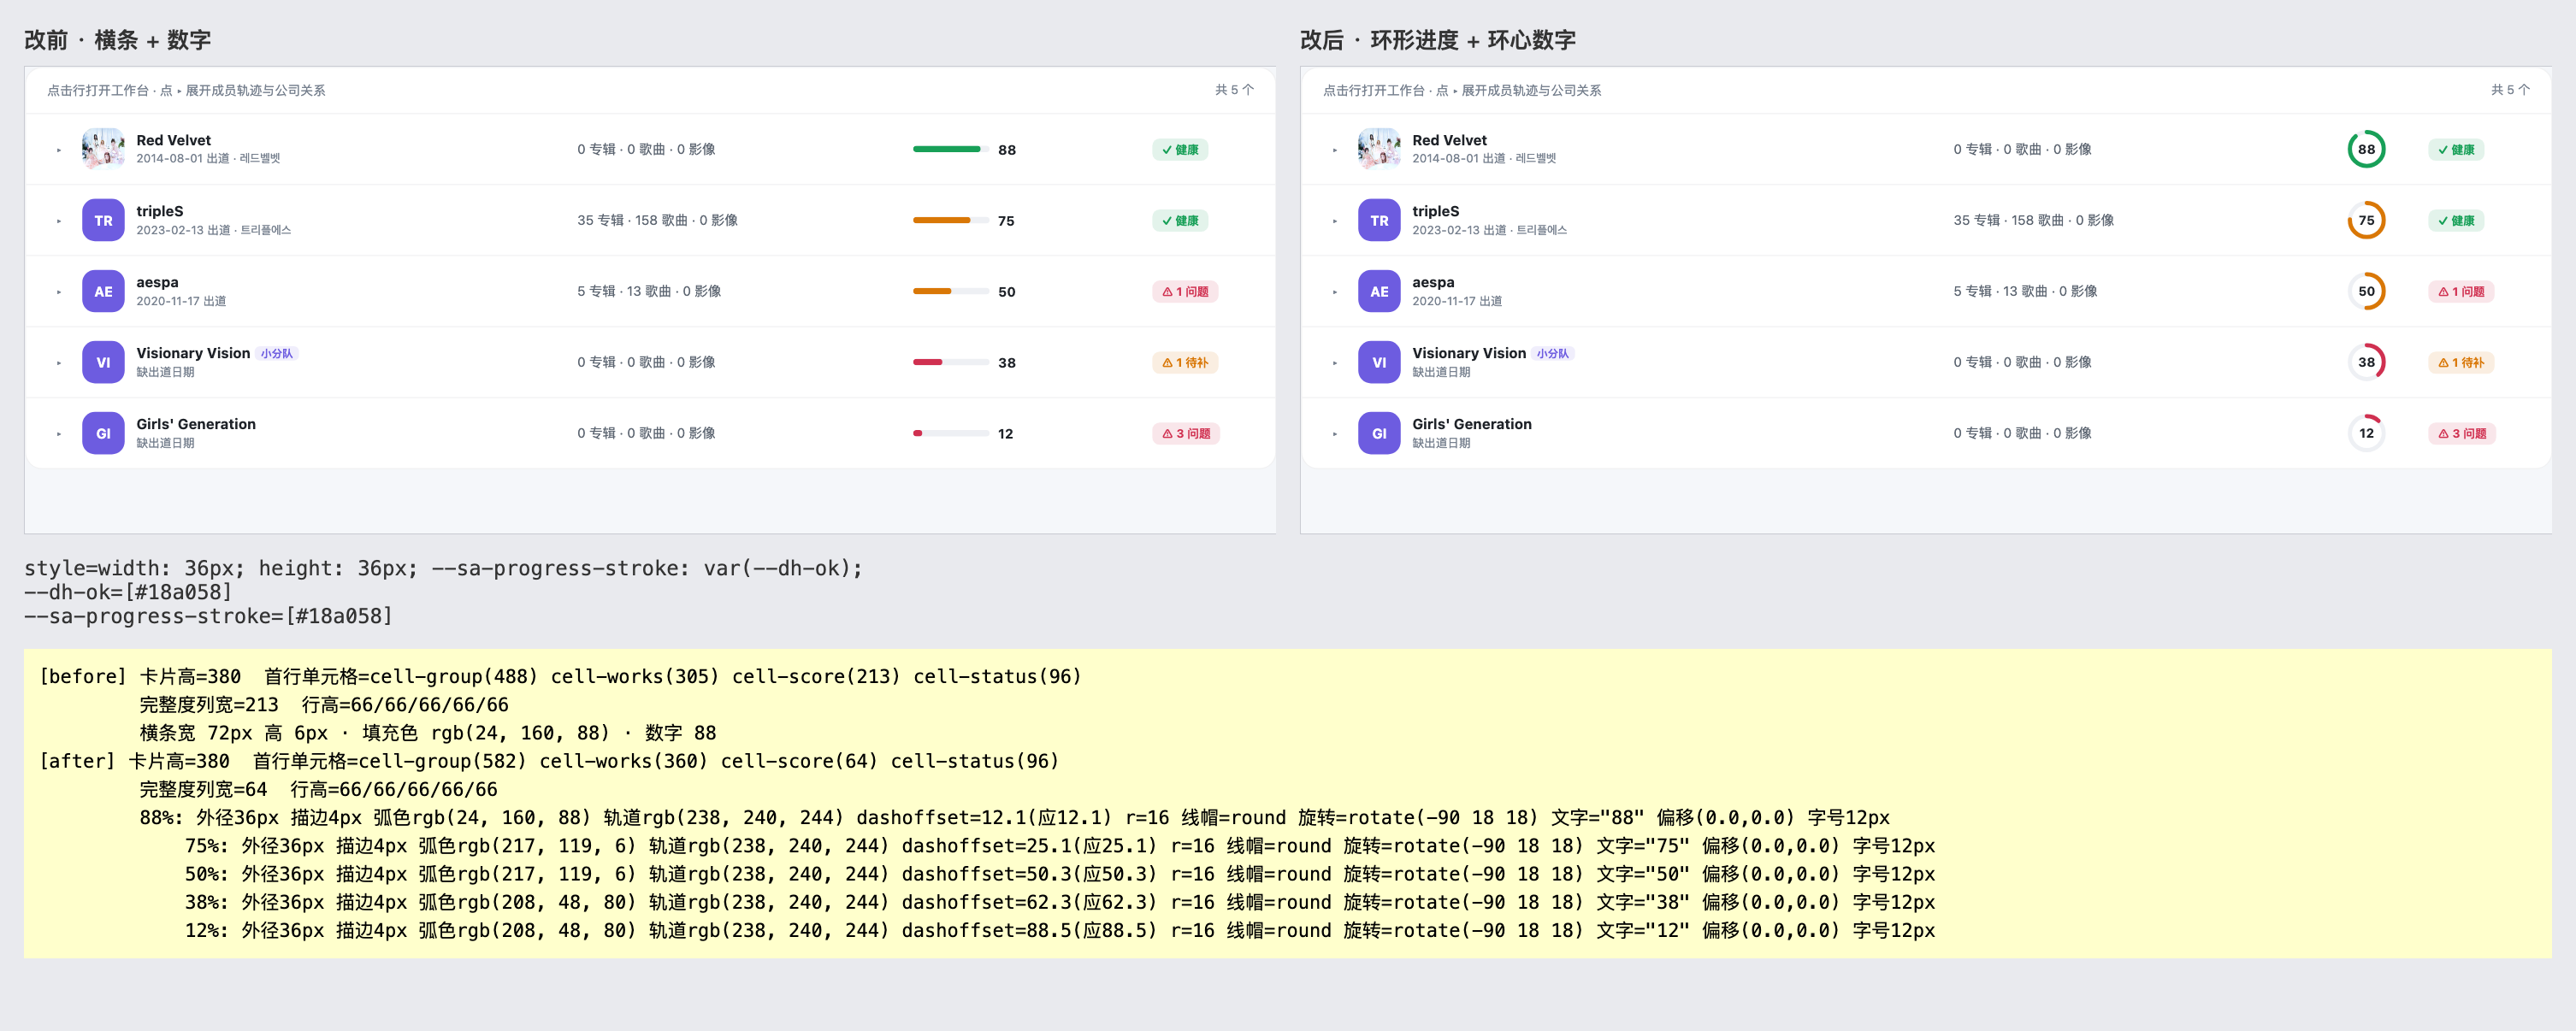 改前 · 横条 + 数字
点击行打开工作台 · 点 ▸ 展开成员轨迹与公司关系
共 5 个
▸ Red Velvet
2014-08-01 出道 · 레드벨벳
0 专辑 · 0 歌曲 · 0 影像
88
✓ 健康
▸ TR tripleS
2023-02-13 出道 · 트리플에스
35 专辑 · 158 歌曲 · 0 影像
75
✓ 健康
▸ AE aespa
2020-11-17 出道
5 专辑 · 13 歌曲 · 0 影像
50
⚠ 1 问题
▸ VI Visionary Vision 小分队
缺出道日期
0 专辑 · 0 歌曲 · 0 影像
38
⚠ 1 待补
▸ GI Girls' Generation
缺出道日期
0 专辑 · 0 歌曲 · 0 影像
12
⚠ 3 问题
改后 · 环形进度 + 环心数字
点击行打开工作台 · 点 ▸ 展开成员轨迹与公司关系
共 5 个
▸ Red Velvet
2014-08-01 出道 · 레드벨벳
0 专辑 · 0 歌曲 · 0 影像
88
✓ 健康
▸ TR tripleS
2023-02-13 出道 · 트리플에스
35 专辑 · 158 歌曲 · 0 影像
75
✓ 健康
▸ AE aespa
2020-11-17 出道
5 专辑 · 13 歌曲 · 0 影像
50
⚠ 1 问题
▸ VI Visionary Vision 小分队
缺出道日期
0 专辑 · 0 歌曲 · 0 影像
38
⚠ 1 待补
▸ GI Girls' Generation
缺出道日期
0 专辑 · 0 歌曲 · 0 影像
12
⚠ 3 问题
style=width: 36px; height: 36px; --sa-progress-stroke: var(--dh-ok);
--dh-ok=[#18a058]
--sa-progress-stroke=[#18a058]
[before] 卡片高=380  首行单元格=cell-group(488) cell-works(305) cell-score(213) cell-status(96)
完整度列宽=213  行高=66/66/66/66/66
横条宽 72px 高 6px · 填充色 rgb(24, 160, 88) · 数字 88
[after] 卡片高=380  首行单元格=cell-group(582) cell-works(360) cell-score(64) cell-status(96)
完整度列宽=64  行高=66/66/66/66/66
88%: 外径36px 描边4px 弧色rgb(24, 160, 88) 轨道rgb(238, 240, 244) dashoffset=12.1(应12.1) r=16 线帽=round 旋转=rotate(-90 18 18) 文字="88" 偏移(0.0,0.0) 字号12px
75%: 外径36px 描边4px 弧色rgb(217, 119, 6) 轨道rgb(238, 240, 244) dashoffset=25.1(应25.1) r=16 线帽=round 旋转=rotate(-90 18 18) 文字="75" 偏移(0.0,0.0) 字号12px
50%: 外径36px 描边4px 弧色rgb(217, 119, 6) 轨道rgb(238, 240, 244) dashoffset=50.3(应50.3) r=16 线帽=round 旋转=rotate(-90 18 18) 文字="50" 偏移(0.0,0.0) 字号12px
38%: 外径36px 描边4px 弧色rgb(208, 48, 80) 轨道rgb(238, 240, 244) dashoffset=62.3(应62.3) r=16 线帽=round 旋转=rotate(-90 18 18) 文字="38" 偏移(0.0,0.0) 字号12px
12%: 外径36px 描边4px 弧色rgb(208, 48, 80) 轨道rgb(238, 240, 244) dashoffset=88.5(应88.5) r=16 线帽=round 旋转=rotate(-90 18 18) 文字="12" 偏移(0.0,0.0) 字号12px